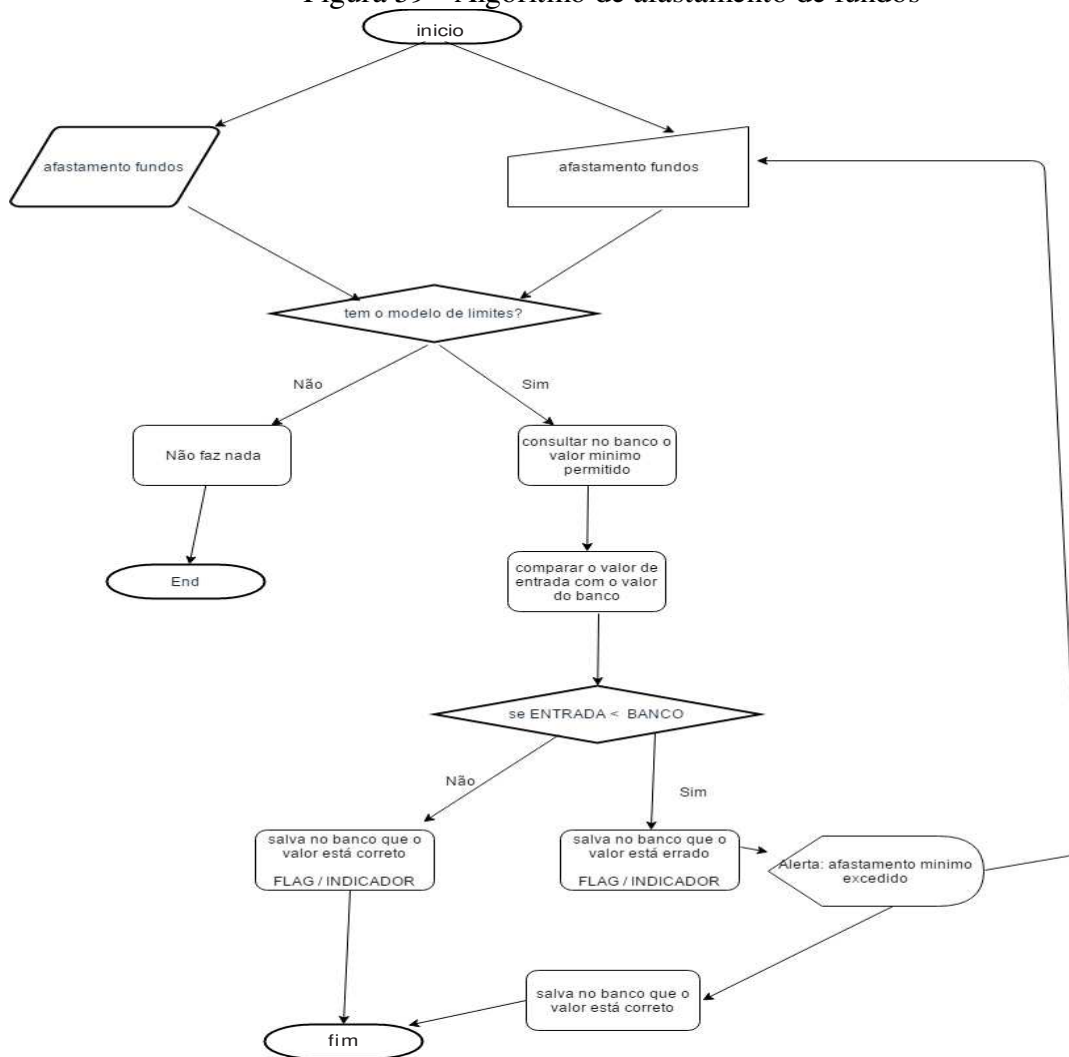 Figura 39 - Algoritmo de afastamento de fundos
inicio
afastamento fundos
afastamento fundos
tem o modelo de limites?
Não
Sim
Não faz nada
consultar no banco o
valor minimo
permitido
End
comparar o valor de
entrada com o valor
do banco
se ENTRADA < BANCO
Não
Sim
salva no banco que o
valor está correto
FLAG / INDICADOR
salva no banco que o
valor está errado
FLAG / INDICADOR
Alerta: afastamento minimo
excedido
salva no banco que o
valor está correto
fim